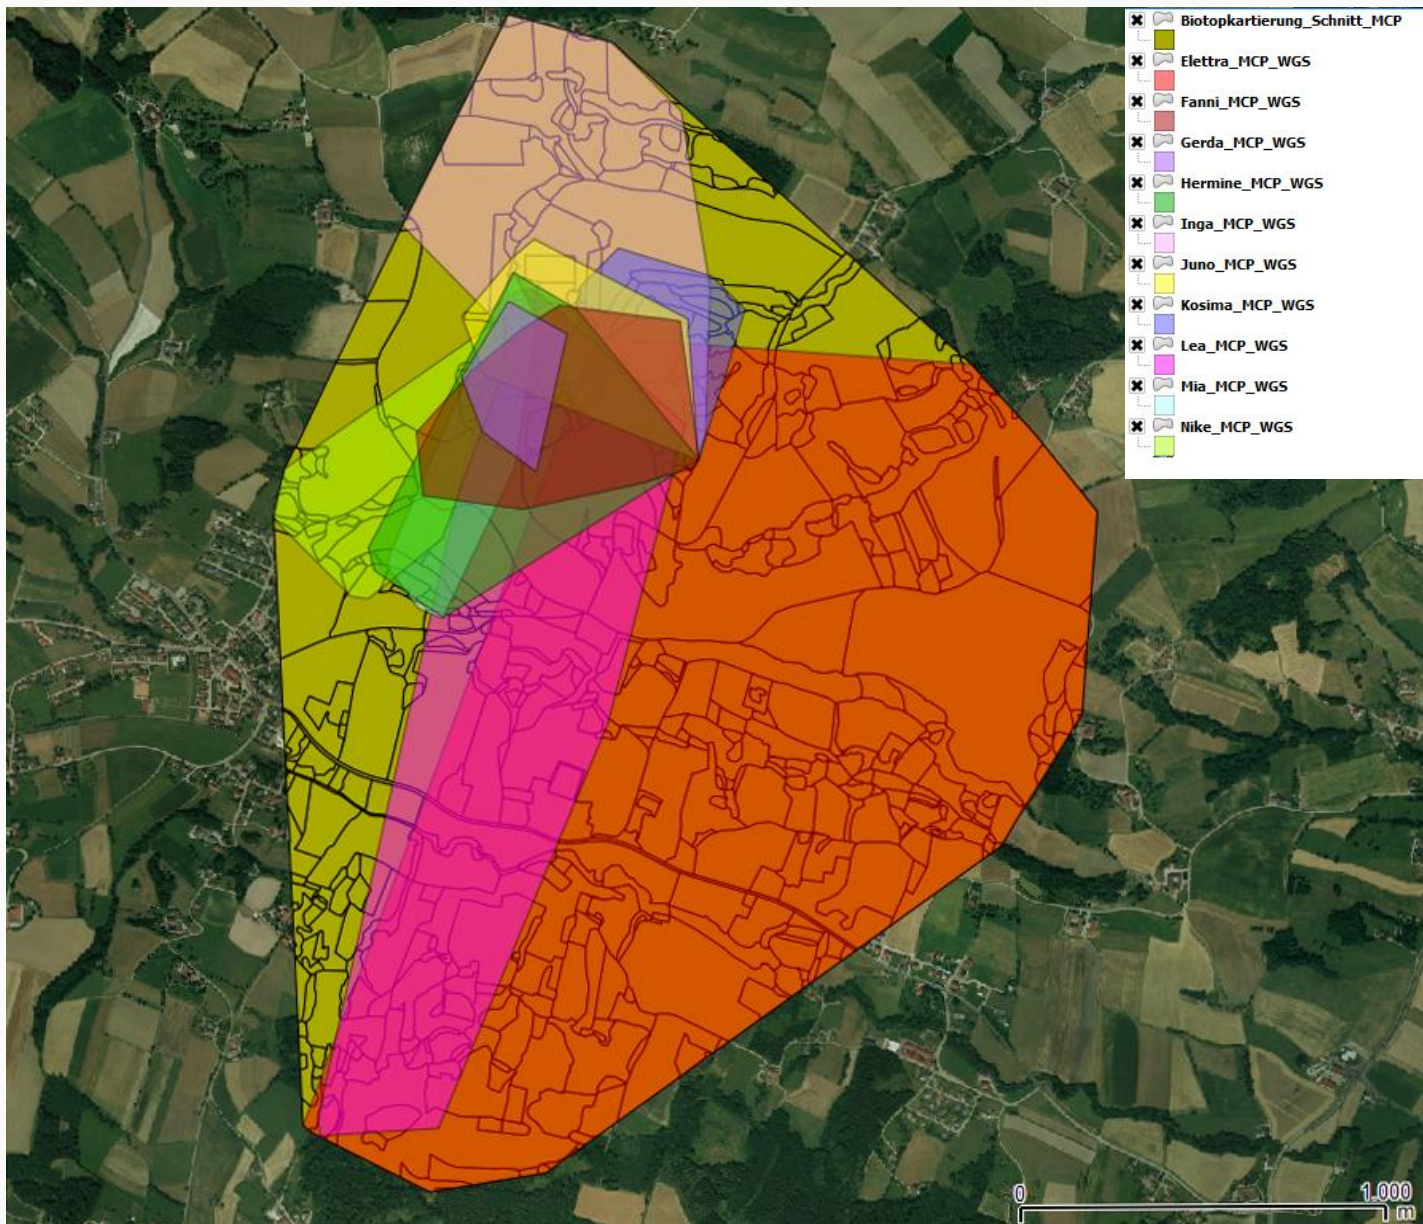 Biotopkartierung_Schnitt_MCP
Elettra_MCP_WGS
Fanni_MCP_WGS
Gerda_MCP_WGS
Hermine_MCP_WGS
Inga_MCP_WGS
Juno_MCP_WGS
Kosima_MCP_WGS
Lea_MCP_WGS
Mia_MCP_WGS
Nike_MCP_WGS
0 1.000
m